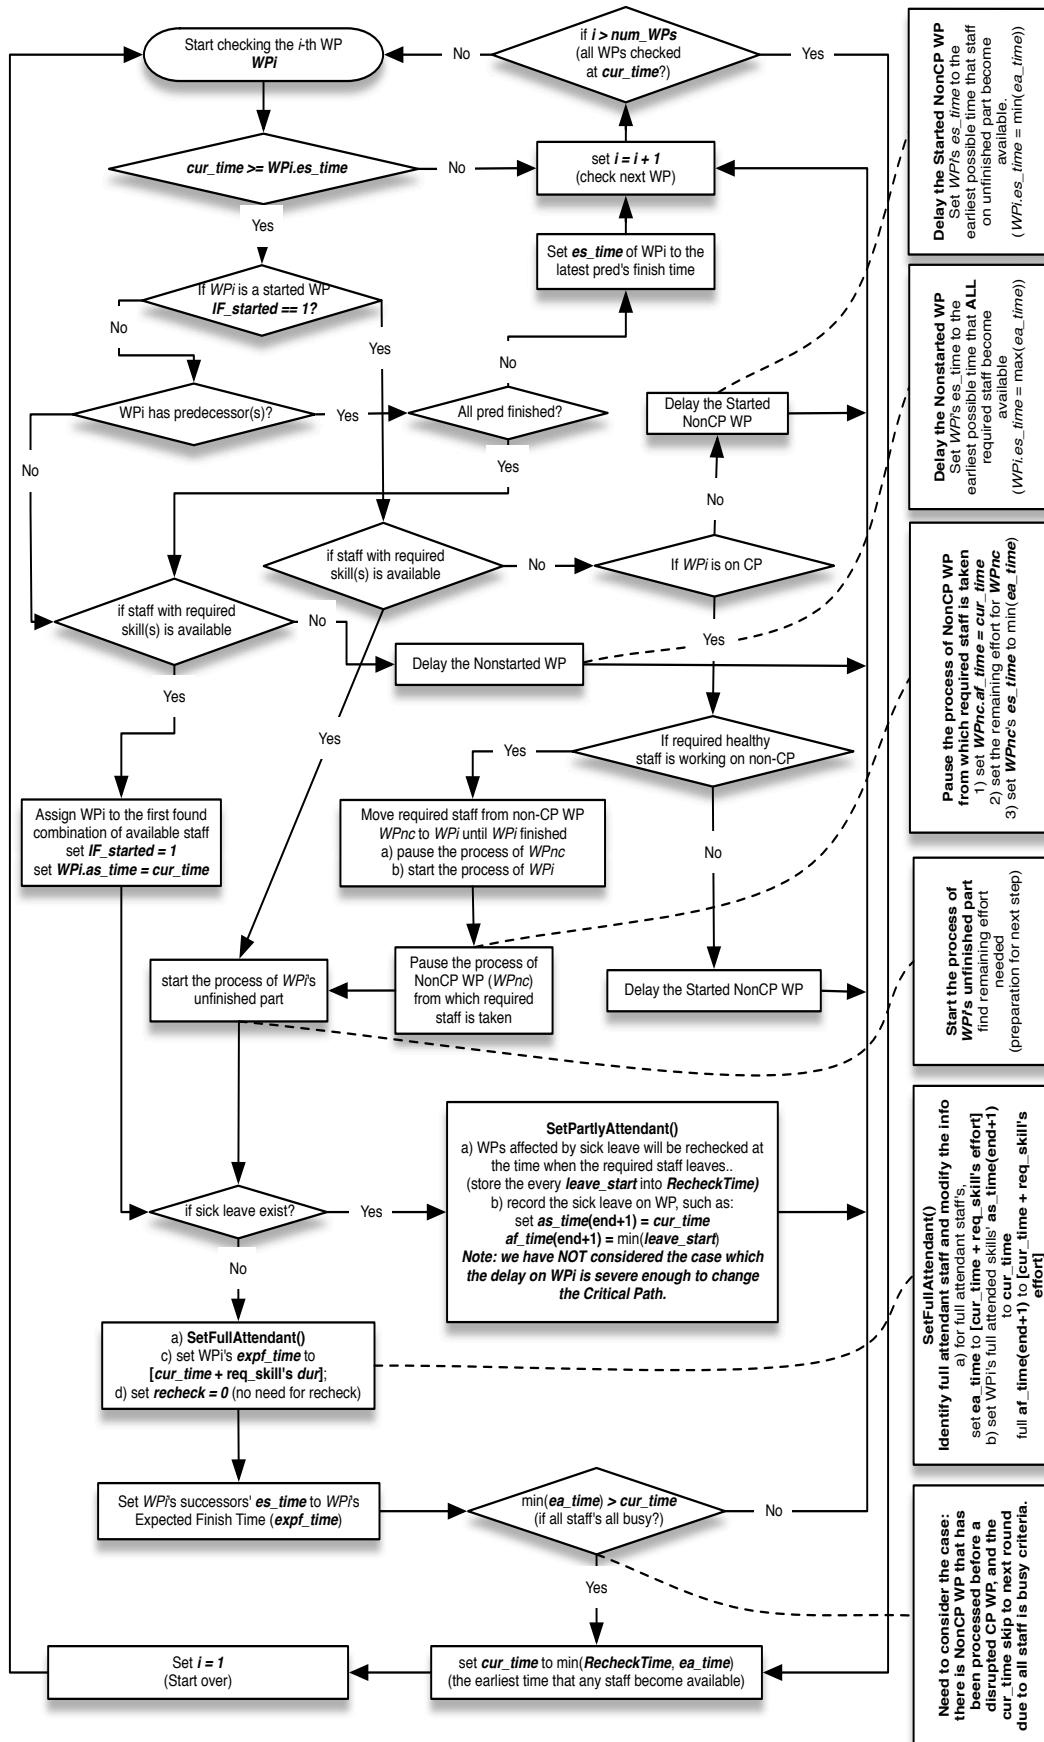 Start checking the i-th WP
WPi
No
if i > num_WPs
(all WPs checked
at cur_time?)
Yes
cur_time >= WPi.es_time
No
set i = i + 1
(check next WP)
Yes
Set es_time of WPi to the
latest pred's finish time
If WPi is a started WP
IF_started == 1?
No
Yes
No
WPi has predecessor(s)?
Yes
All pred finished?
Delay the Started
NonCP WP
No
Yes
No
if staff with required
skill(s) is available
No
If WPi is on CP
if staff with required
skill(s) is available
No
Yes
Delay the Nonstarted WP
Yes
Yes
If required healthy
staff is working on non-CP
Yes
Assign WPi to the first found
combination of available staff
set IF_started = 1
set WPi.as_time = cur_time
Move required staff from non-CP WP
WPnc to WPi until WPi finished
a) pause the process of WPnc
b) start the process of WPi
No
start the process of WPi's
unfinished part
Pause the process of
NonCP WP (WPnc)
from which required
staff is taken
Delay the Started NonCP WP
SetPartlyAttendant()
a) WPs affected by sick leave will be rechecked at
the time when the required staff leaves..
(store the every leave_start into RecheckTime)
b) record the sick leave on WP, such as:
set as_time(end+1) = cur_time
af_time(end+1) = min(leave_start)
Note: we have NOT considered the case which
the delay on WPi is severe enough to change
the Critical Path.
if sick leave exist?
Yes
No
a) SetFullAttendant()
c) set WPi's expf_time to
[cur_time + req_skill's dur];
d) set recheck = 0 (no need for recheck)
Set WPi's successors' es_time to WPi's
Expected Finish Time (expf_time)
min(ea_time) > cur_time
(if all staff's all busy?)
No
Yes
Set i = 1
(Start over)
set cur_time to min(RecheckTime, ea_time)
(the earliest time that any staff become available)
Delay the Started NonCP WP
Set WPi's es_time to the
earliest possible time that staff
on unfinished part become
available.
(WPi.es_time = min(ea_time))
Delay the Nonstarted WP
Set WPi's es_time to the
earliest possible time that ALL
required staff become
available
(WPi.es_time = max(ea_time))
Pause the process of NonCP WP
from which required staff is taken
1) set WPnc.af_time = cur_time
2) set the remaining effort for WPnc
3) set WPnc's es_time to min(ea_time)
Start the process of
WPi's unfinished part
find remaining effort
needed
(preparation for next step)
SetFullAttendant()
Identify full attendant staff and modify the info
a) for full attendant staff's,
set ea_time to [cur_time + req_skill's effort]
b) set WPi's full attended skills' as_time(end+1)
to cur_time
full af_time(end+1) to [cur_time + req_skill's
effort]
Need to consider the case:
there is NonCP WP that has
been processed before a
disrupted CP WP, and the
cur_time skip to next round
due to all staff is busy criteria.